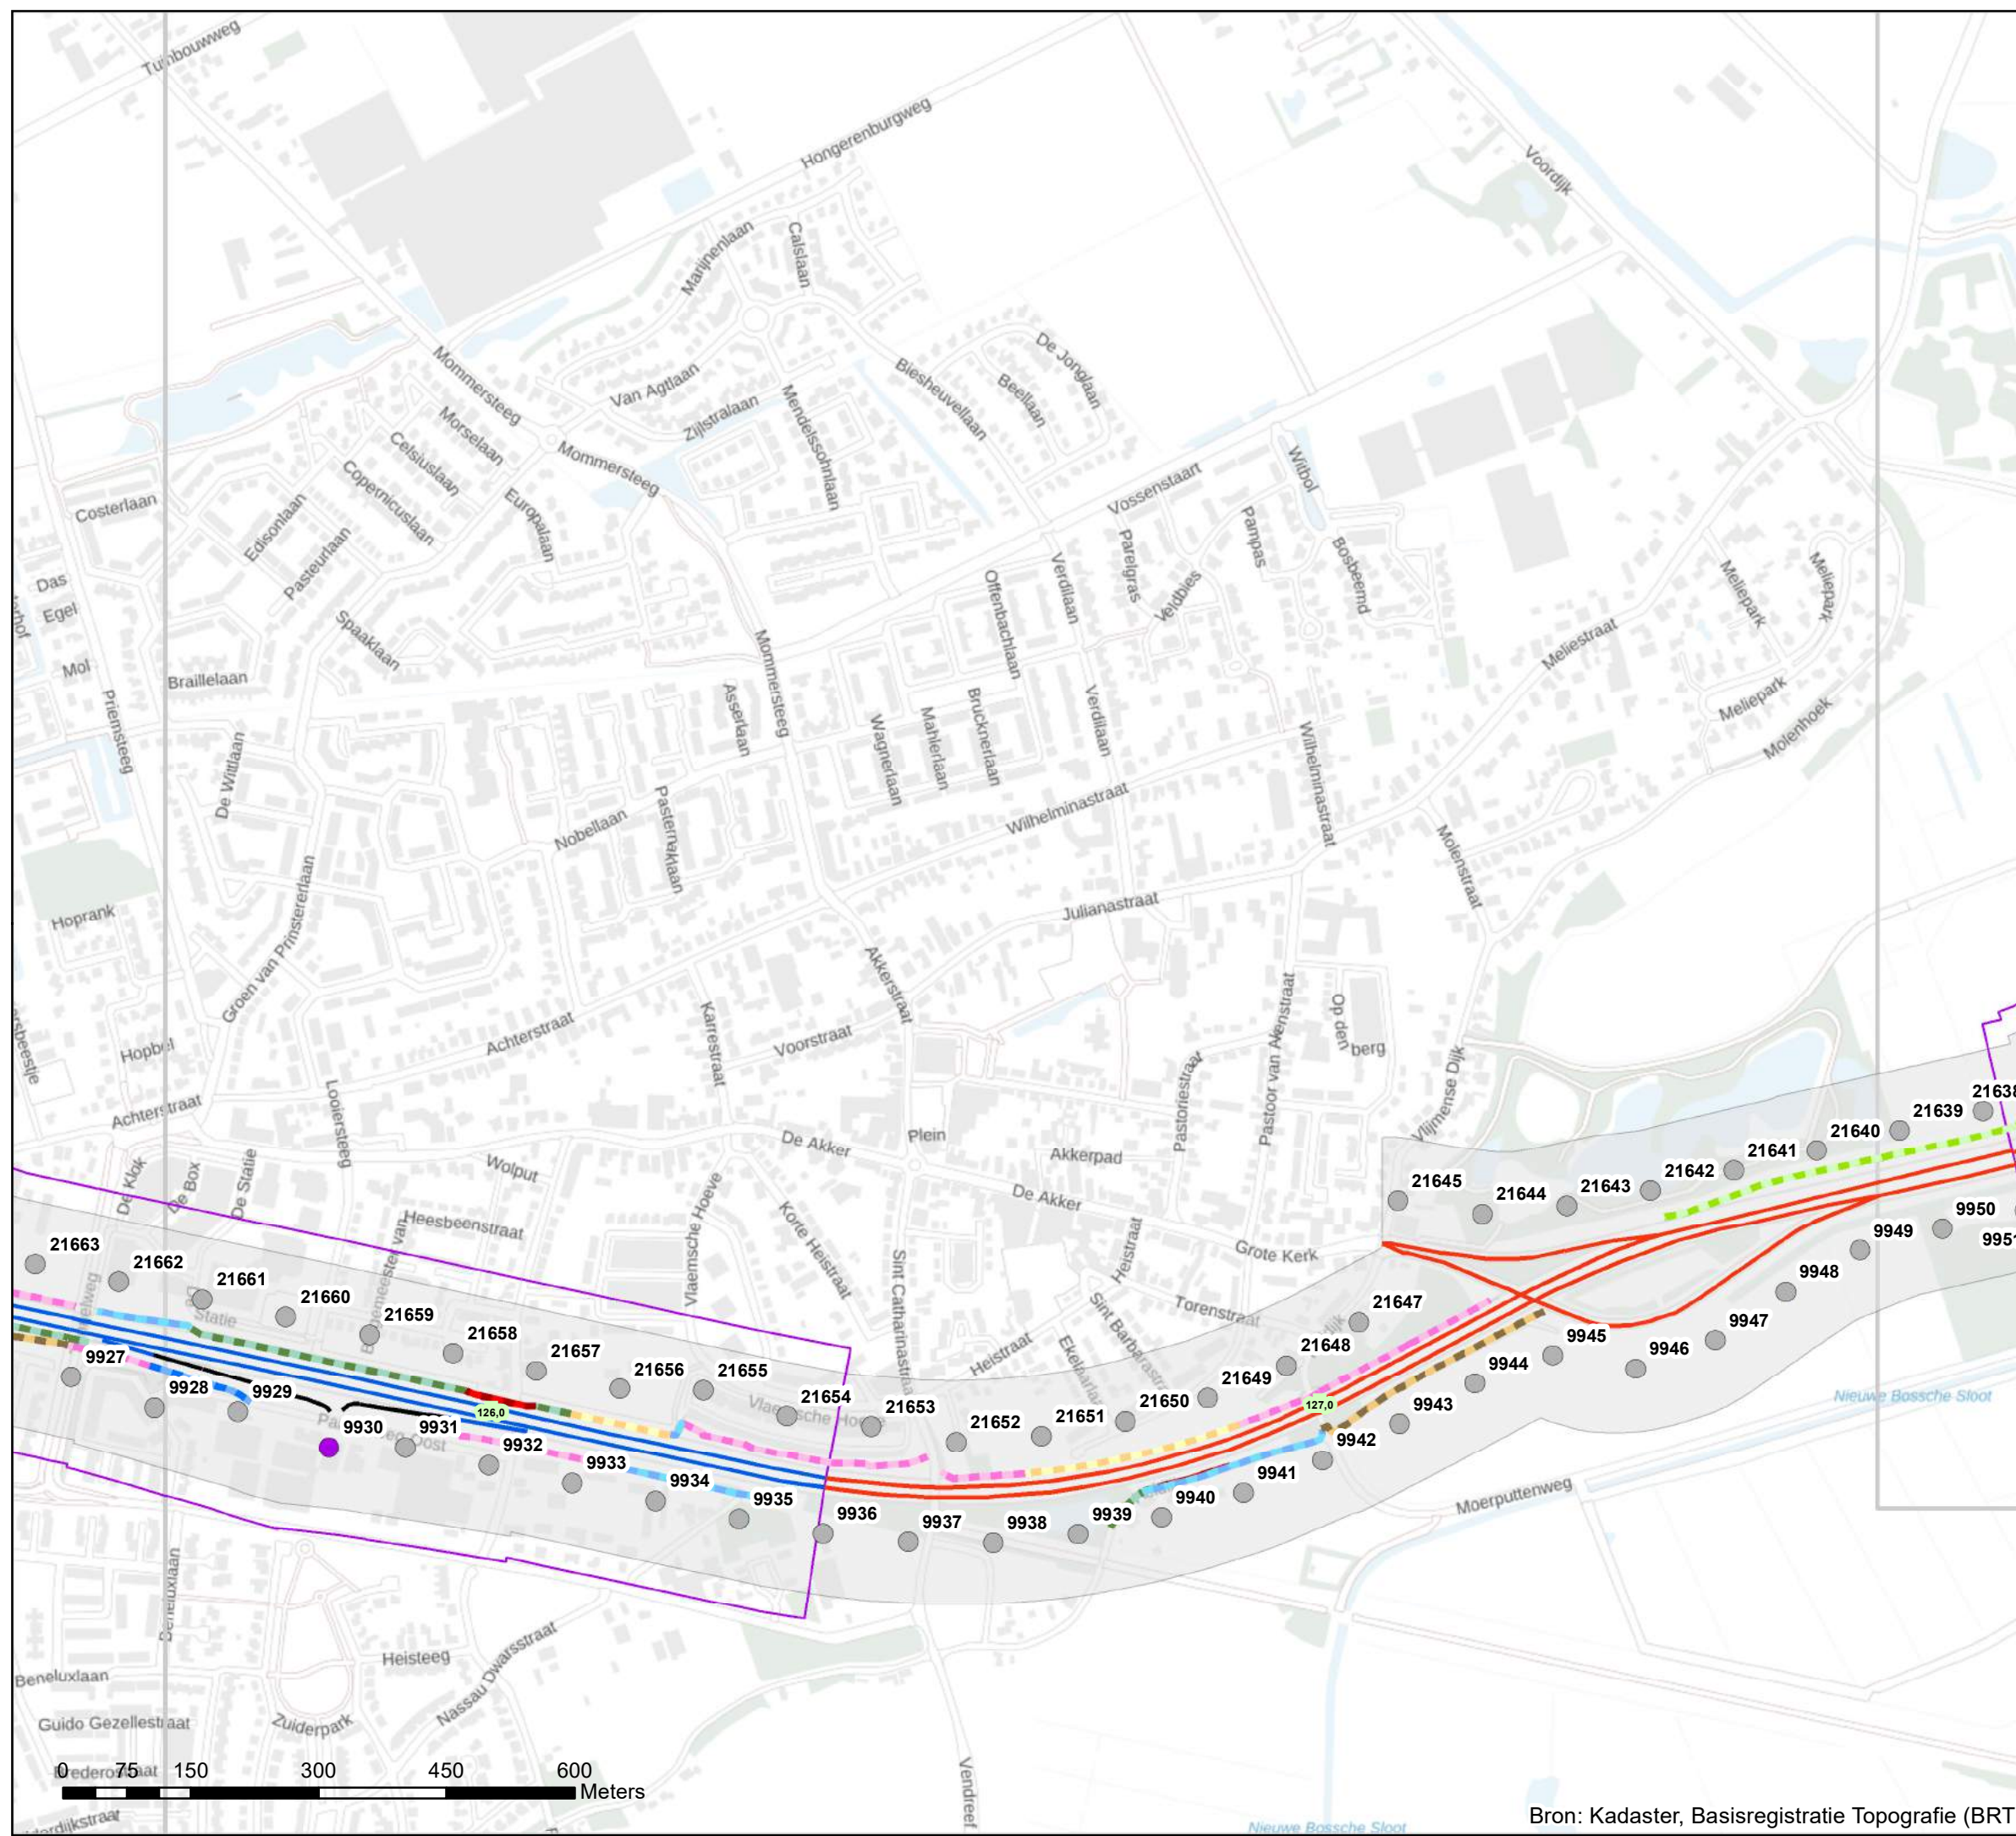 Tuinbouwweg
Hongerenburgweg
Voordijk
Marijnenlaan
Calslaan
De Jonglaan
Mommersteeg
Van Agtlaan
Biesheuvellaan
Beellaan
Morselaan
Zijlstralaan
Mendelssohnlaan
Celsiuslaan
Mommersteeg
Witbol
Copernicuslaan
Vossenstaart
Costerlaan
Edisonlaan
Europalaan
Pampas
Pasteurlaan
Parelgras
Bosbeemd
Verdilaan
Meliepark
Meliepark
Das
Offenbachlaan
Veldbies
Egel
Spaaklaan
Meliestraat
Mol
Braillelaan
Mommersteeg
Priemsteeg
Asserlaan
Brucknerlaan
Verdilaan
Meliepark
Wagnerlaan
Mahlerlaan
Molenhoek
De Wittlaan
Wilhelminastraat
Wilhelminastraat
Nobellaan
Pasternaklaan
Molenstraat
Hoprank
Julianastraat
Groen van Prinstererlaan
Akkerstraat
Achterstraat
Karrestraat
Voorstraat
Pastoor van Akenstraat
Op den
berg
Hopbel
Pastoriestraat
Vlijmense Dijk
Achterstraat
Looiersteeg
De Akker
Plein
Akkerpad
21638
21639
21640
21641
21642
21643
21644
21645
De Klok
De Box
De Statie
Wolput
Vlaemsche Hoeve
De Akker
Heesbeenstraat
Korte Heistraat
Heistraat
Grote Kerk
Sint Catharinastraat
Torenstraat
Heistraat
21663
21662
21661
21660
21659
21658
21657
21656
21655
21654
21653
21652
21651
21650
21649
21648
21647
Statie
126,0
127,0
9927
9928
9929
9930
9931
9932
9933
9934
9935
9936
9937
9938
9939
9940
9941
9942
9943
9944
9945
9946
9947
9948
9949
9950
9951
Nieuwe Bossche Sloot
Moerputtenweg
Beneluxlaan
Heisteeg
Nassau Dwarsstraat
Beneluxlaan
Guido Gezellestraat
Zuiderpark
Vendreef
0 75 150 300 450 600
Meters
Nieuwe Bossche Sloot
Bron: Kadaster, Basisregistratie Topografie (BRT